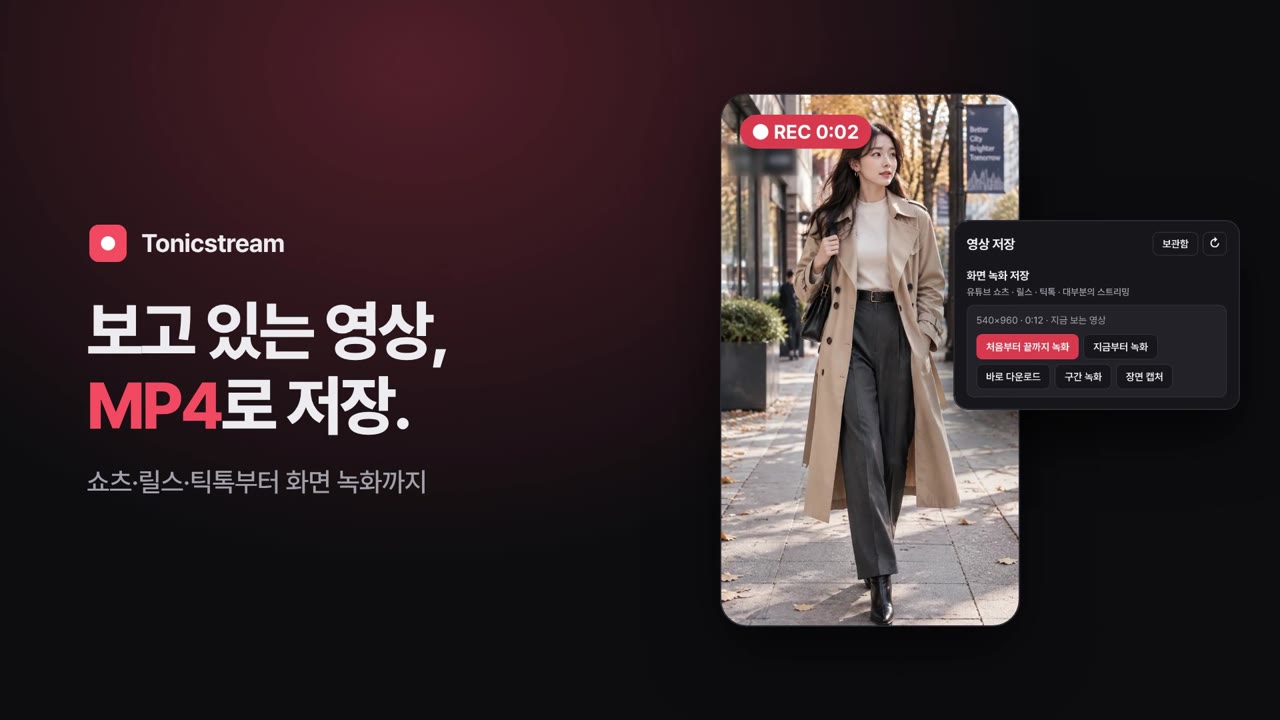 Tonicstream
보고 있는 영상,
MP4로 저장.
쇼츠·릴스·틱톡부터 화면 녹화까지
REC 0:02
Better
City
Brighter
Tomorrow
영상 저장
보관함
화면 녹화 저장
유튜브 쇼츠 · 릴스 · 틱톡 · 대부분의 스트리밍
540×960 · 0:12 · 지금 보는 영상
처음부터 끝까지 녹화
지금부터 녹화
바로 다운로드
구간 녹화
장면 캡처